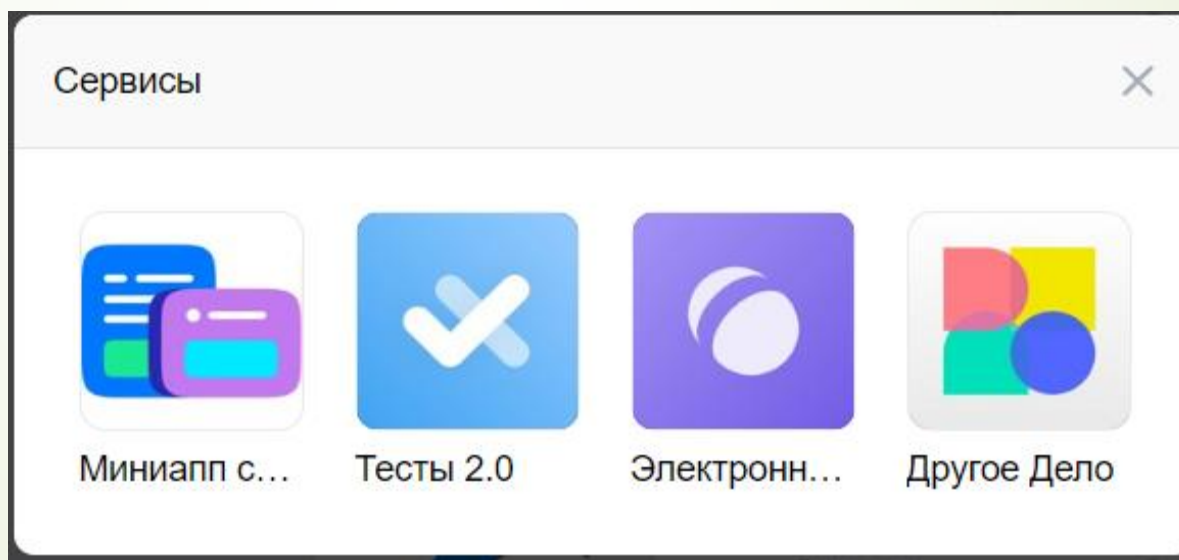 Сервисы
Миниапп с...
Тесты 2.0
Электронн...
Другое Дело